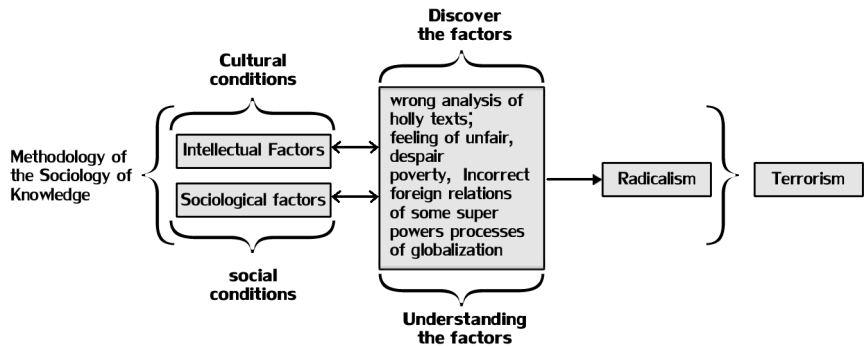 Discover
the factors
Cultural
conditions
Methodology of
the Sociology of
Knowledge
Intellectual Factors
Sociological factors
social
conditions
wrong analysis of
holly texts;
feeling of unfair,
despair
poverty, Incorrect
foreign relations
of some super
powers processes
of globalization
Understanding
the factors
Radicalism
Terrorism